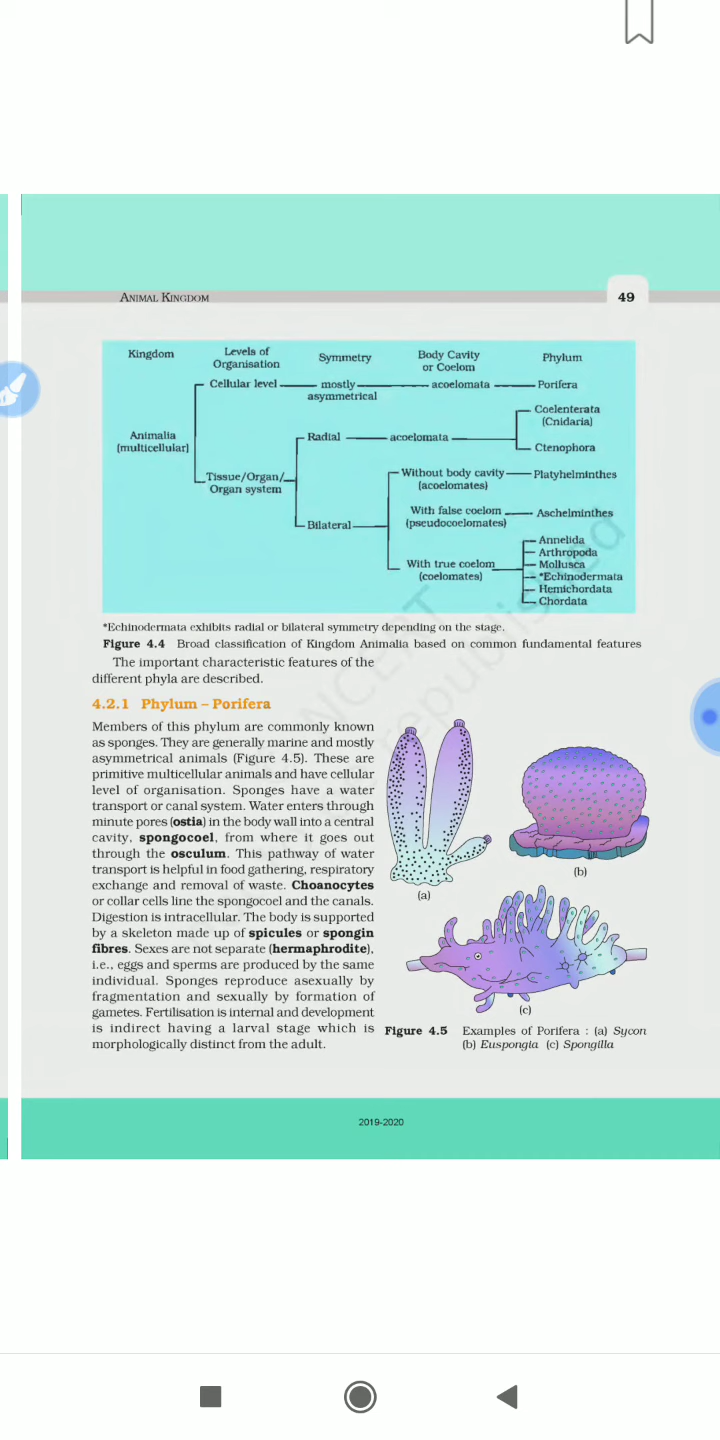 ANIMAL KINGDOM
49
Kingdom
Levels of
Organisation
Symmetry
Body Cavity
or Coelom
Phylum
Cellular level
mostly
asymmetrical
acoelomata
Porifera
Animalia
(multicellular)
Coelenterata
(Cnidaria)
Radial
acoelomata
Ctenophora
Tissue/Organ/
Organ system
Without body cavity
(acoelomates)
Platyhelminthes
Bilateral
With false coelom
(pseudocoelomates)
Aschelminthes
With true coelom
(coelomates)
Annelida
Arthropoda
Mollusca
*Echinodermata
Hemichordata
Chordata
*Echinodermata exhibits radial or bilateral symmetry depending on the stage.
Figure 4.4 Broad classification of Kingdom Animalia based on common fundamental features
The important characteristic features of the
different phyla are described.
4.2.1 Phylum – Porifera
Members of this phylum are commonly known
as sponges. They are generally marine and mostly
asymmetrical animals (Figure 4.5). These are
primitive multicellular animals and have cellular
level of organisation. Sponges have a water
transport or canal system. Water enters through
minute pores (ostia) in the body wall into a central
cavity, spongocoel, from where it goes out
through the osculum. This pathway of water
transport is helpful in food gathering, respiratory
exchange and removal of waste. Choanocytes
or collar cells line the spongocoel and the canals.
Digestion is intracellular. The body is supported
by a skeleton made up of spicules or spongin
fibres. Sexes are not separate (hermaphrodite),
i.e., eggs and sperms are produced by the same
individual. Sponges reproduce asexually by
fragmentation and sexually by formation of
gametes. Fertilisation is internal and development
is indirect having a larval stage which is
morphologically distinct from the adult.
(a)
(b)
(c)
Figure 4.5 Examples of Porifera : (a) Sycon
(b) Euspongia (c) Spongilla
2019-2020